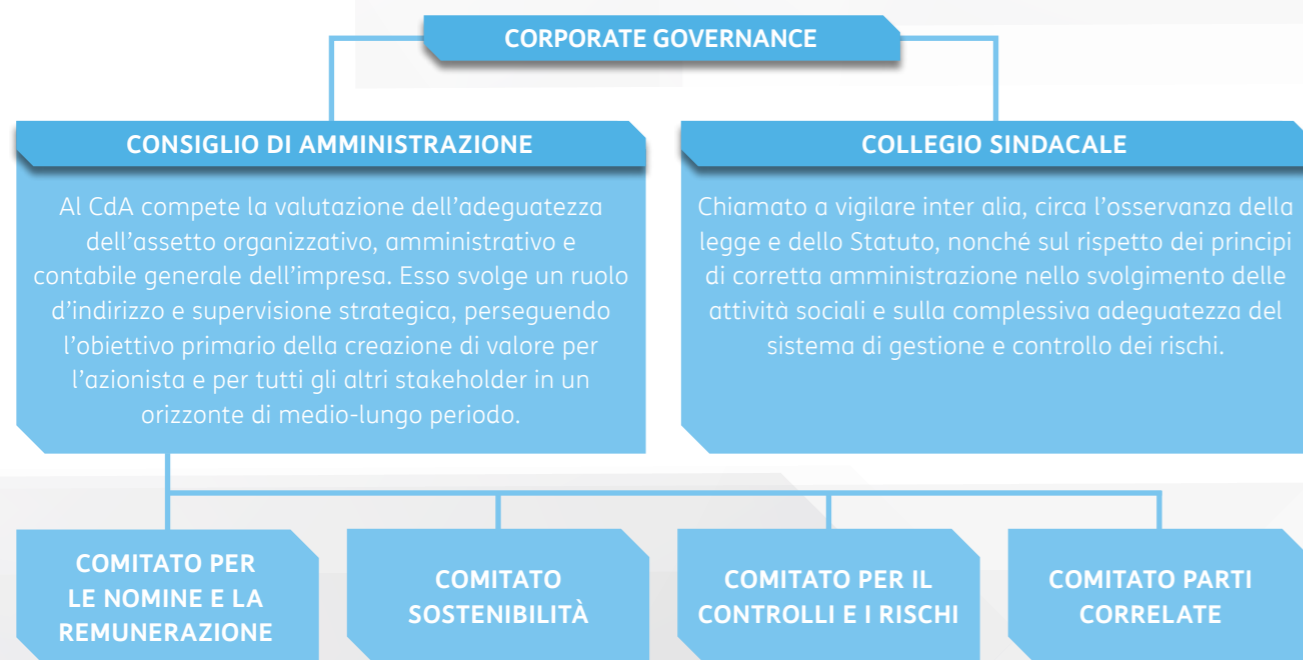 CORPORATE GOVERNANCE
CONSIGLIO DI AMMINISTRAZIONE
Al CdA compete la valutazione dell’adeguatezza
dell’assetto organizzativo, amministrativo e
contabile generale dell’impresa. Esso svolge un ruolo
d’indirizzo e supervisione strategica, perseguendo
l’obiettivo primario della creazione di valore per
l’azionista e per tutti gli altri stakeholder in un
orizzonte di medio-lungo periodo.
COLLEGIO SINDACALE
Chiamato a vigilare inter alia, circa l’osservanza della
legge e dello Statuto, nonché sul rispetto dei principi
di corretta amministrazione nello svolgimento delle
attività sociali e sulla complessiva adeguatezza del
sistema di gestione e controllo dei rischi.
COMITATO PER
LE NOMINE E LA
REMUNERAZIONE
COMITATO
SOSTENIBILITÀ
COMITATO PER IL
CONTROLLI E I RISCHI
COMITATO PARTI
CORRELATE